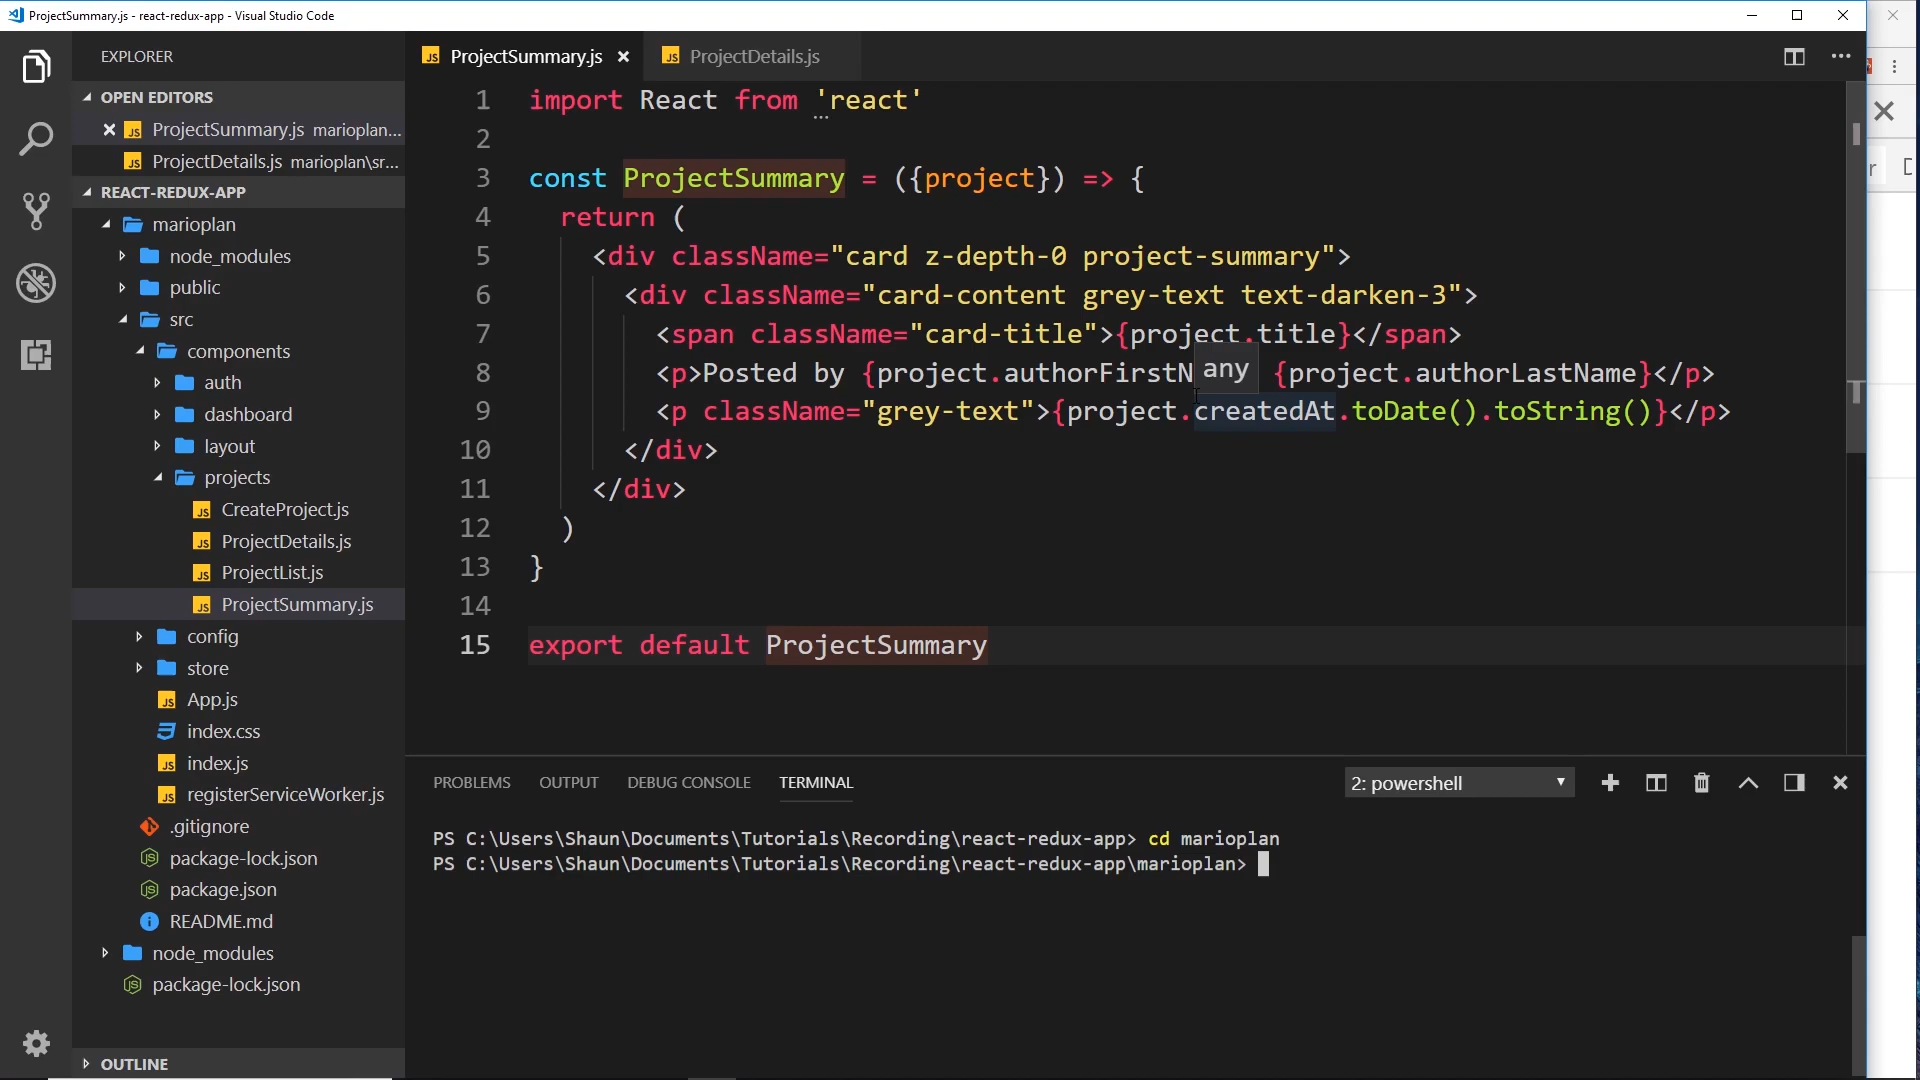 ProjectSummary.js - react-redux-app - Visual Studio Code
EXPLORER
OPEN EDITORS
ProjectSummary.js marioplan...
ProjectDetails.js marioplan\sr...
REACT-REDUX-APP
marioplan
node_modules
public
src
components
auth
dashboard
layout
projects
CreateProject.js
ProjectDetails.js
ProjectList.js
ProjectSummary.js
config
store
App.js
index.css
index.js
registerServiceWorker.js
.gitignore
package-lock.json
package.json
README.md
node_modules
package-lock.json
OUTLINE
ProjectSummary.js
ProjectDetails.js
1 import React from 'react'
2
3 const ProjectSummary = ({project}) => {
4 return (
5 <div className="card z-depth-0 project-summary">
6 <div className="card-content grey-text text-darken-3">
7 <span className="card-title">{project.title}</span>
any
8 <p>Posted by {project.authorFirstN {project.authorLastName}</p>
9 <p className="grey-text">{project.createdAt.toDate().toString()}</p>
10 </div>
11 </div>
12 )
13 }
14
15 export default ProjectSummary
PROBLEMS OUTPUT DEBUG CONSOLE TERMINAL
2: powershell
PS C:\Users\Shaun\Documents\Tutorials\Recording\react-redux-app> cd marioplan
PS C:\Users\Shaun\Documents\Tutorials\Recording\react-redux-app\marioplan>